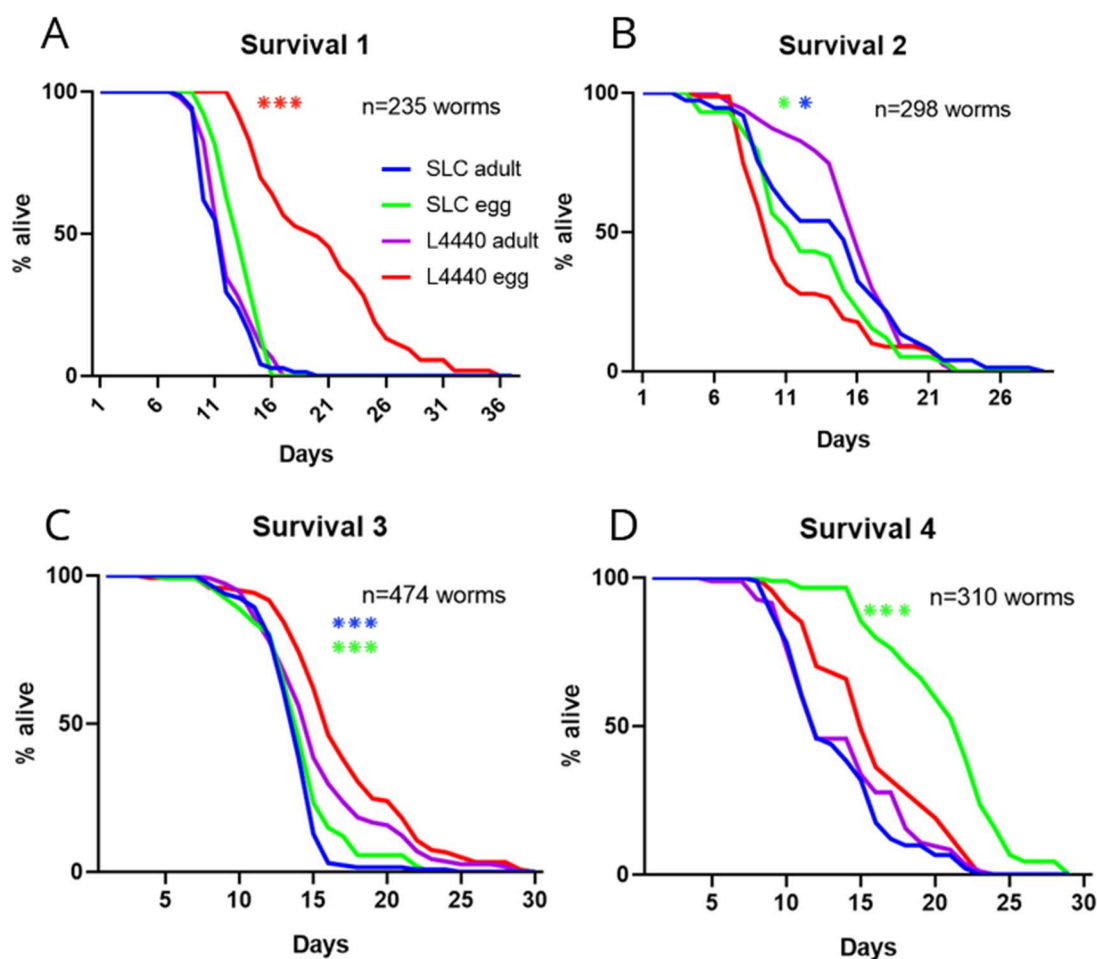 A
Survival 1
100
50
0
% alive
***
n=235 worms
SLC adult
SLC egg
L4440 adult
L4440 egg
1 6 11 16 21 26 31 36
Days
B
Survival 2
100
50
0
% alive
* *
n=298 worms
1 6 11 16 21 26
Days
C
Survival 3
100
50
0
% alive
n=474 worms
***
***
5 10 15 20 25 30
Days
D
Survival 4
100
50
0
% alive
n=310 worms
***
5 10 15 20 25 30
Days